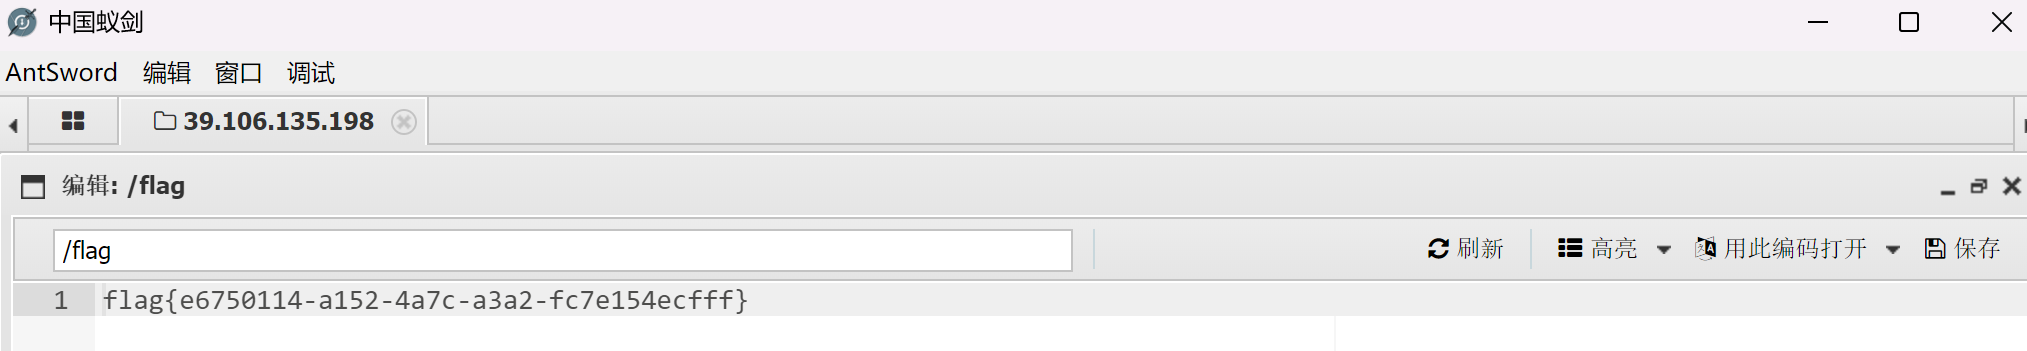 中国蚁剑
AntSword 编辑 窗口 调试
39.106.135.198
编辑: /flag
/flag 刷新 高亮 用此编码打开 保存
1 flag{e6750114-a152-4a7c-a3a2-fc7e154ecfff}